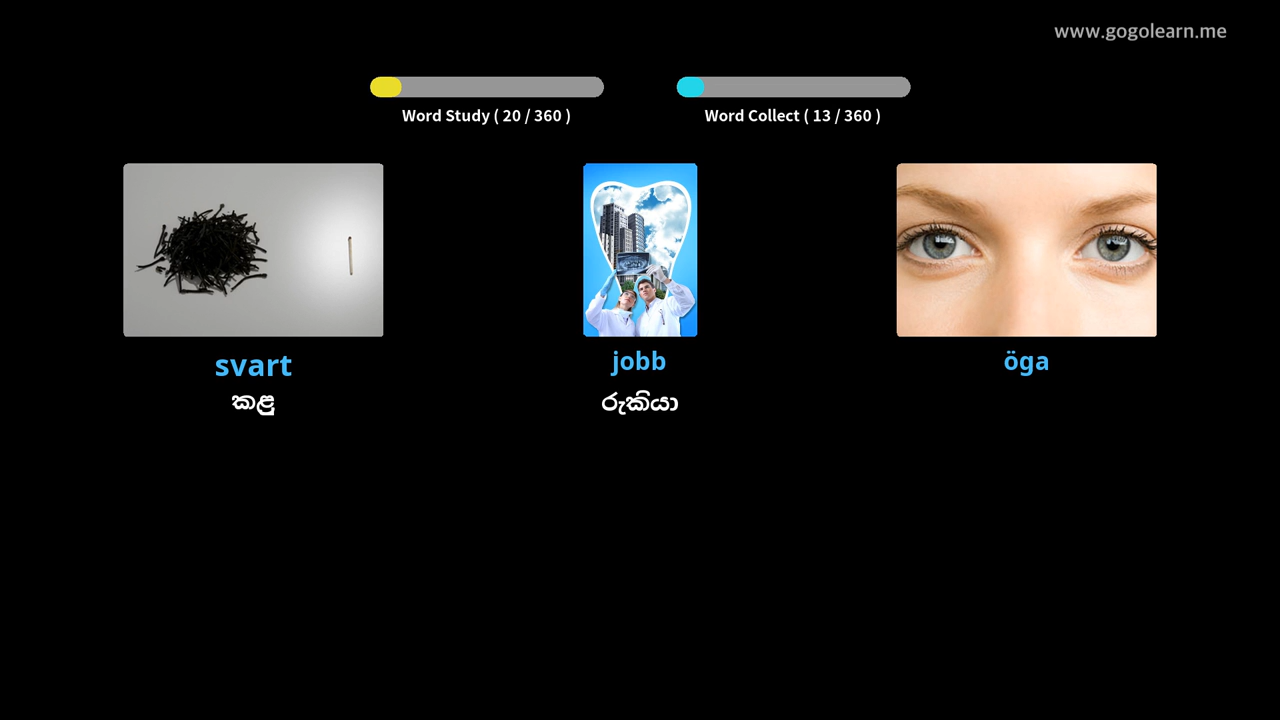 www.gogolearn.me
Word Study ( 20 / 360 )
Word Collect ( 13 / 360 )
svart
jobb
öga
කළු
රුකියා